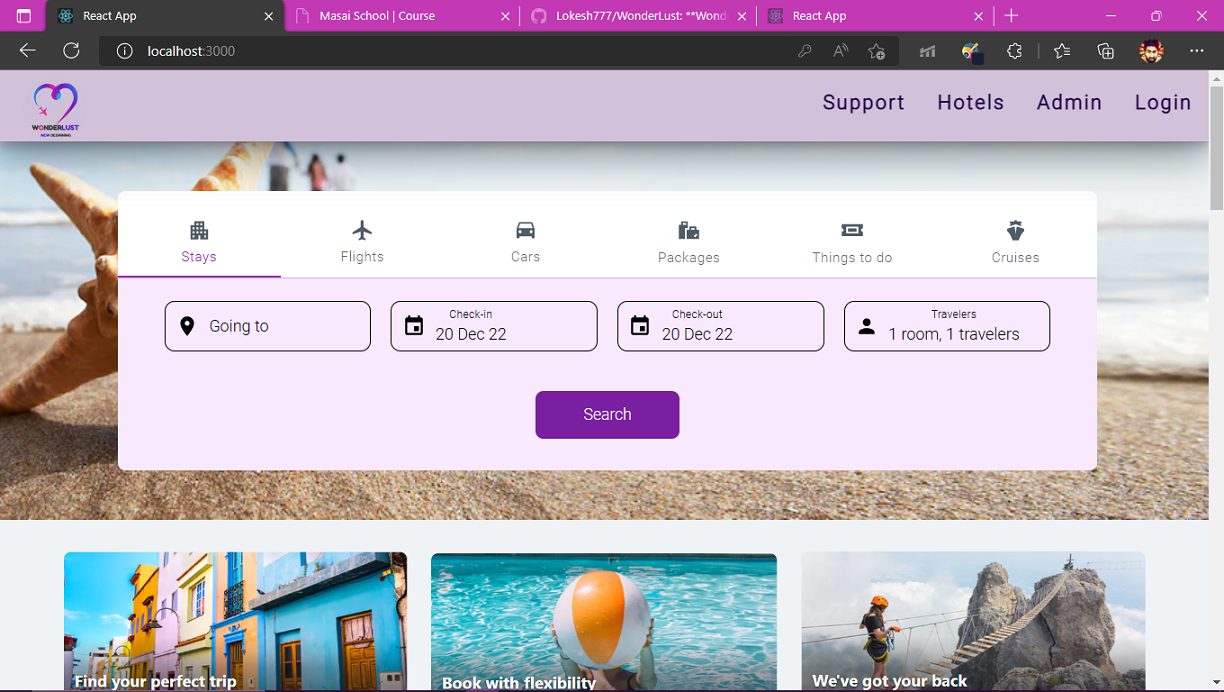 React App
Masai School | Course
Lokesh777/WonderLust: **Wond
React App
localhost:3000
WONDERLUST
NEW BEGINNING
Support
Hotels
Admin
Login
Stays
Flights
Cars
Packages
Things to do
Cruises
Going to
Check-in
20 Dec 22
Check-out
20 Dec 22
Travelers
1 room, 1 travelers
Search
Find your perfect trip
Book with flexibility
We've got your back